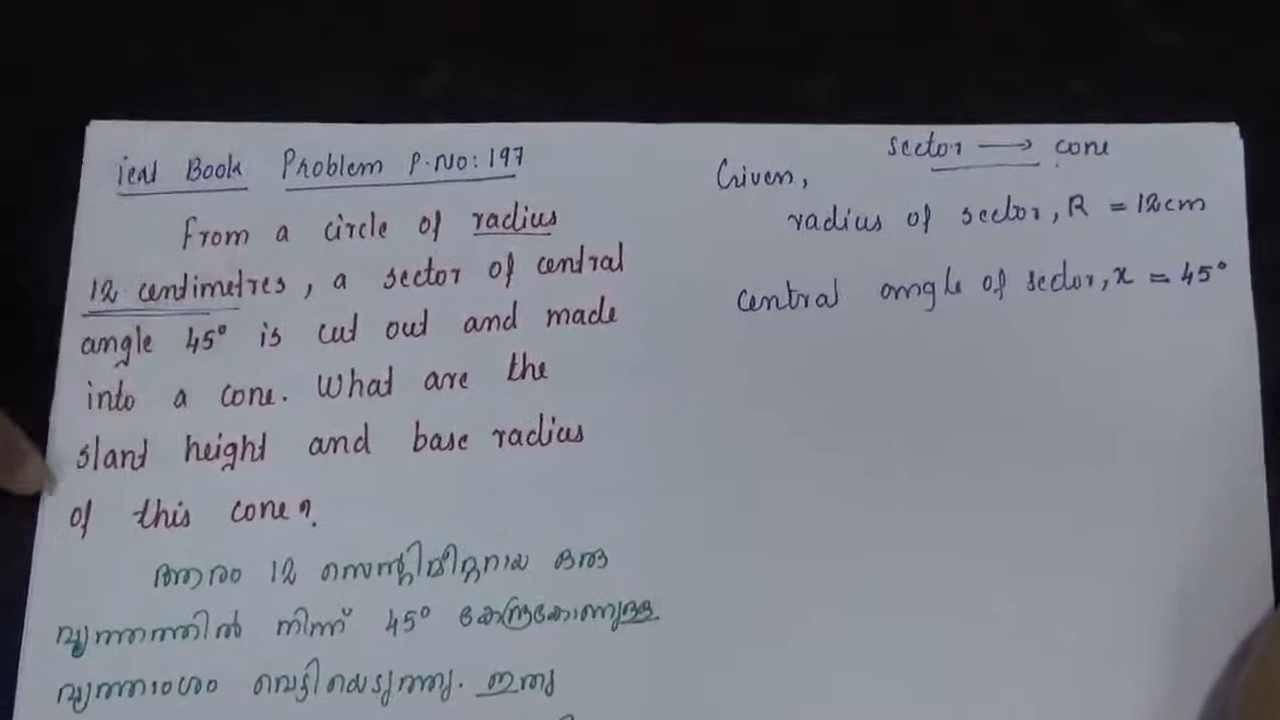 Text Book Problem P.No: 197
From a circle of radius
12 centimetres, a sector of central
angle 45° is cut out and made
into a cone. What are the
slant height and base radius
of this cone?
ആരം 12 സെന്റിമീറ്ററായ ഒരു
വൃത്തത്തിൽ നിന്ന് 45° കേന്ദ്രകോണുള്ള
വൃത്താംശം വെട്ടിയെടുത്തു. ഇതു
sector → cone
Given,
radius of sector, R = 12cm
central angle of sector, x = 45°